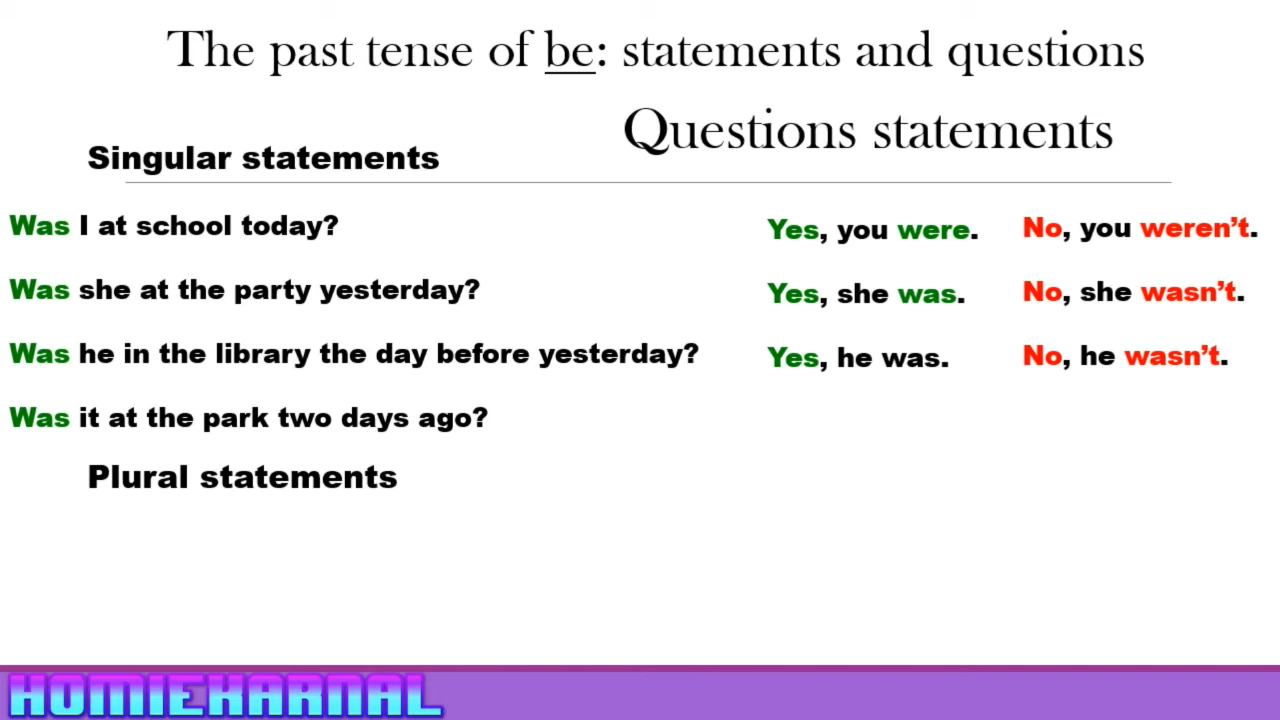 The past tense of be: statements and questions
Questions statements
Singular statements
Was I at school today? Yes, you were. No, you weren’t.
Was she at the party yesterday? Yes, she was. No, she wasn’t.
Was he in the library the day before yesterday? Yes, he was. No, he wasn’t.
Was it at the park two days ago?
Plural statements
HOMIEKARNAL